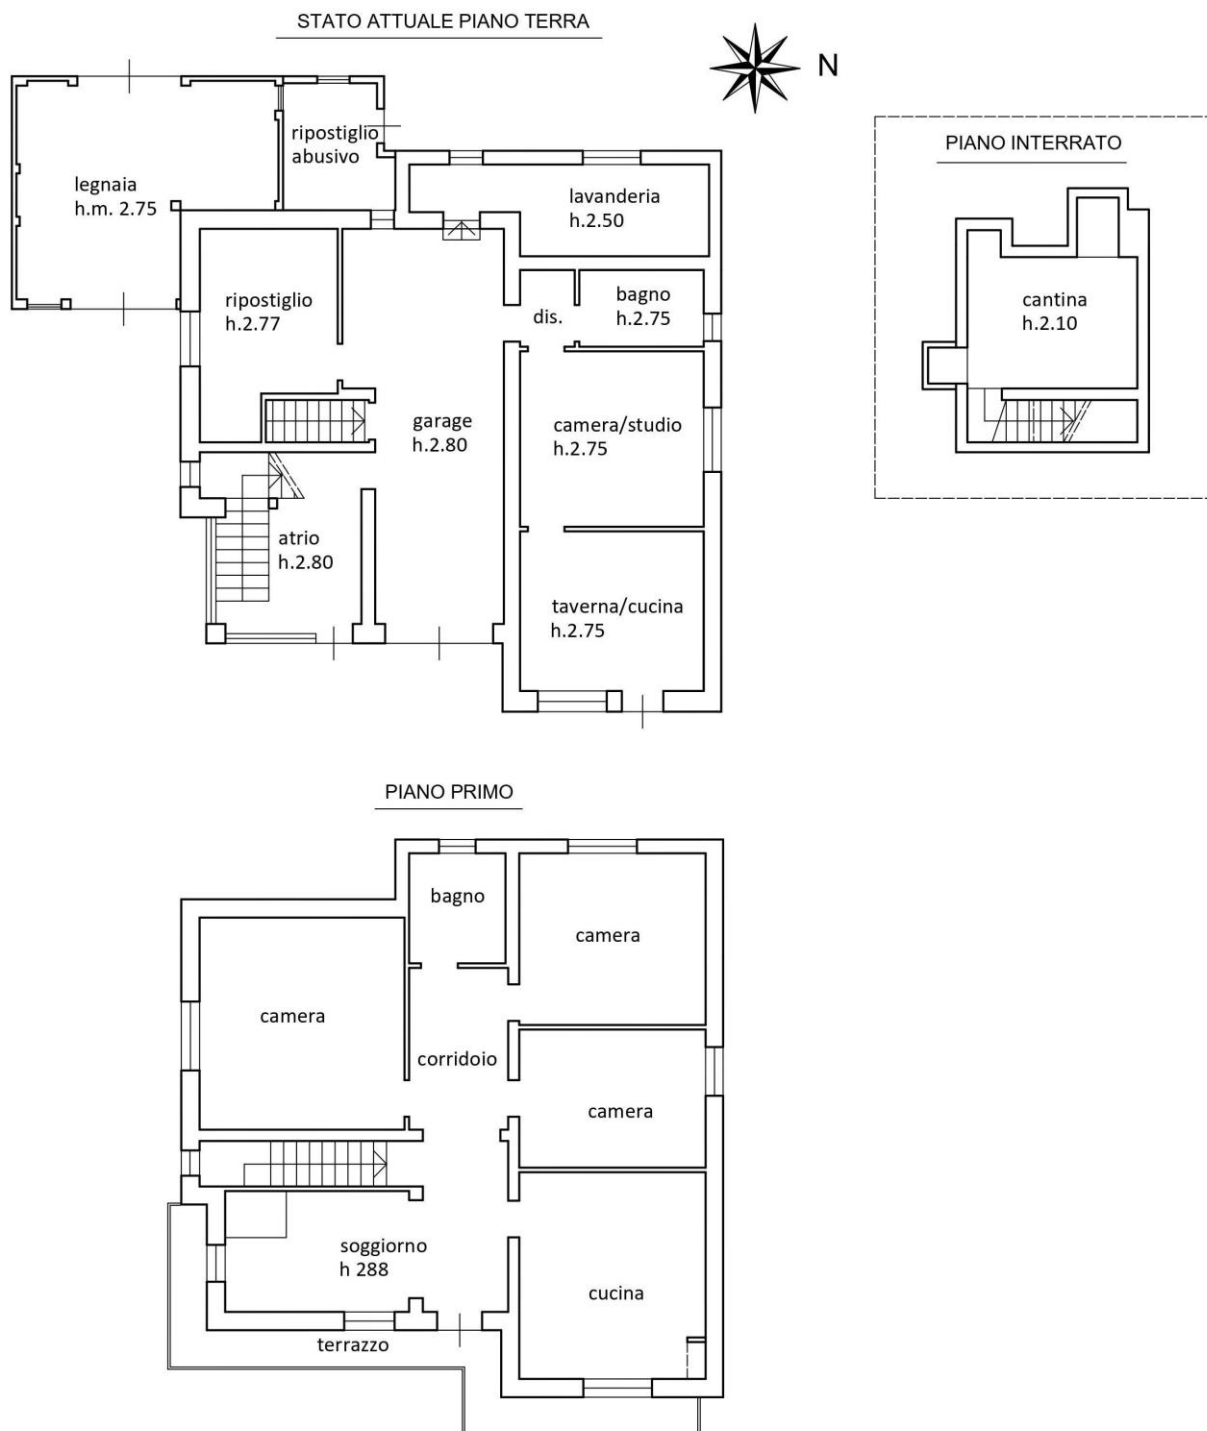 STATO ATTUALE PIANO TERRA
N
ripostiglio
abusivo
legnaia
h.m. 2.75
lavanderia
h.2.50
PIANO INTERRATO
ripostiglio
h.2.77
dis.
bagno
h.2.75
cantina
h.2.10
garage
h.2.80
camera/studio
h.2.75
atrio
h.2.80
taverna/cucina
h.2.75
PIANO PRIMO
bagno
camera
camera
corridoio
camera
soggiorno
h 288
cucina
terrazzo